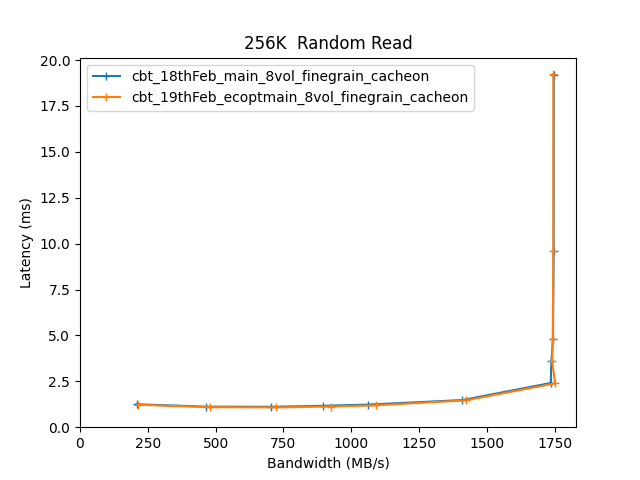 256K  Random Read
cbt_18thFeb_main_8vol_finegrain_cacheon
cbt_19thFeb_ecoptmain_8vol_finegrain_cacheon
20.0
17.5
15.0
12.5
10.0
7.5
5.0
2.5
0.0
Latency (ms)
0 250 500 750 1000 1250 1500 1750
Bandwidth (MB/s)